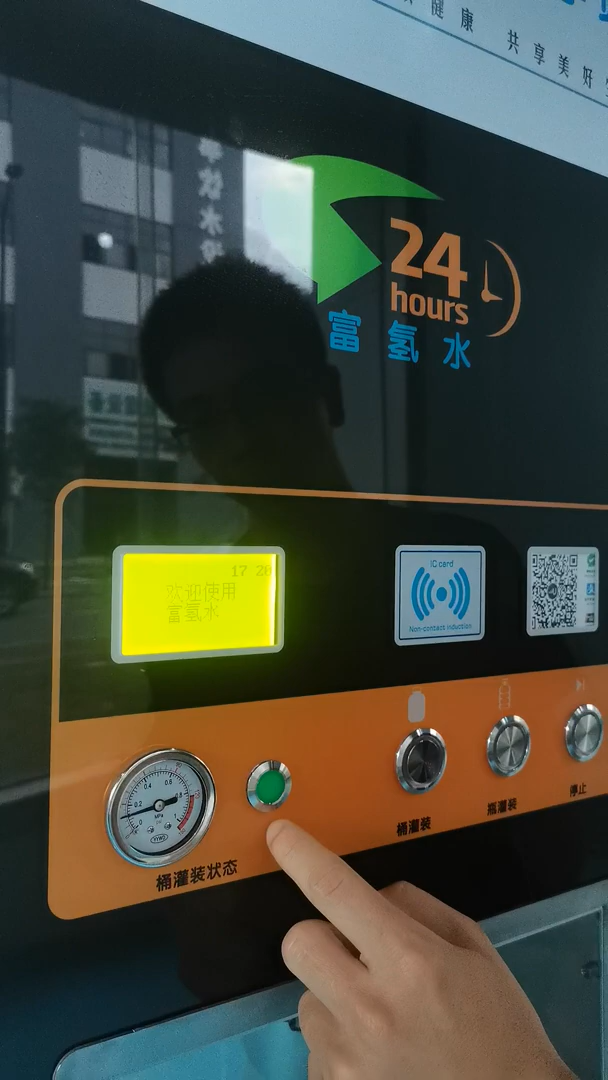 健康 共享美好
24
hours
富氢水
17 20
欢迎使用
富氢水
IC card
Non-contact induction
MPa
YYWC
桶灌装状态
桶灌装
瓶灌装
停止